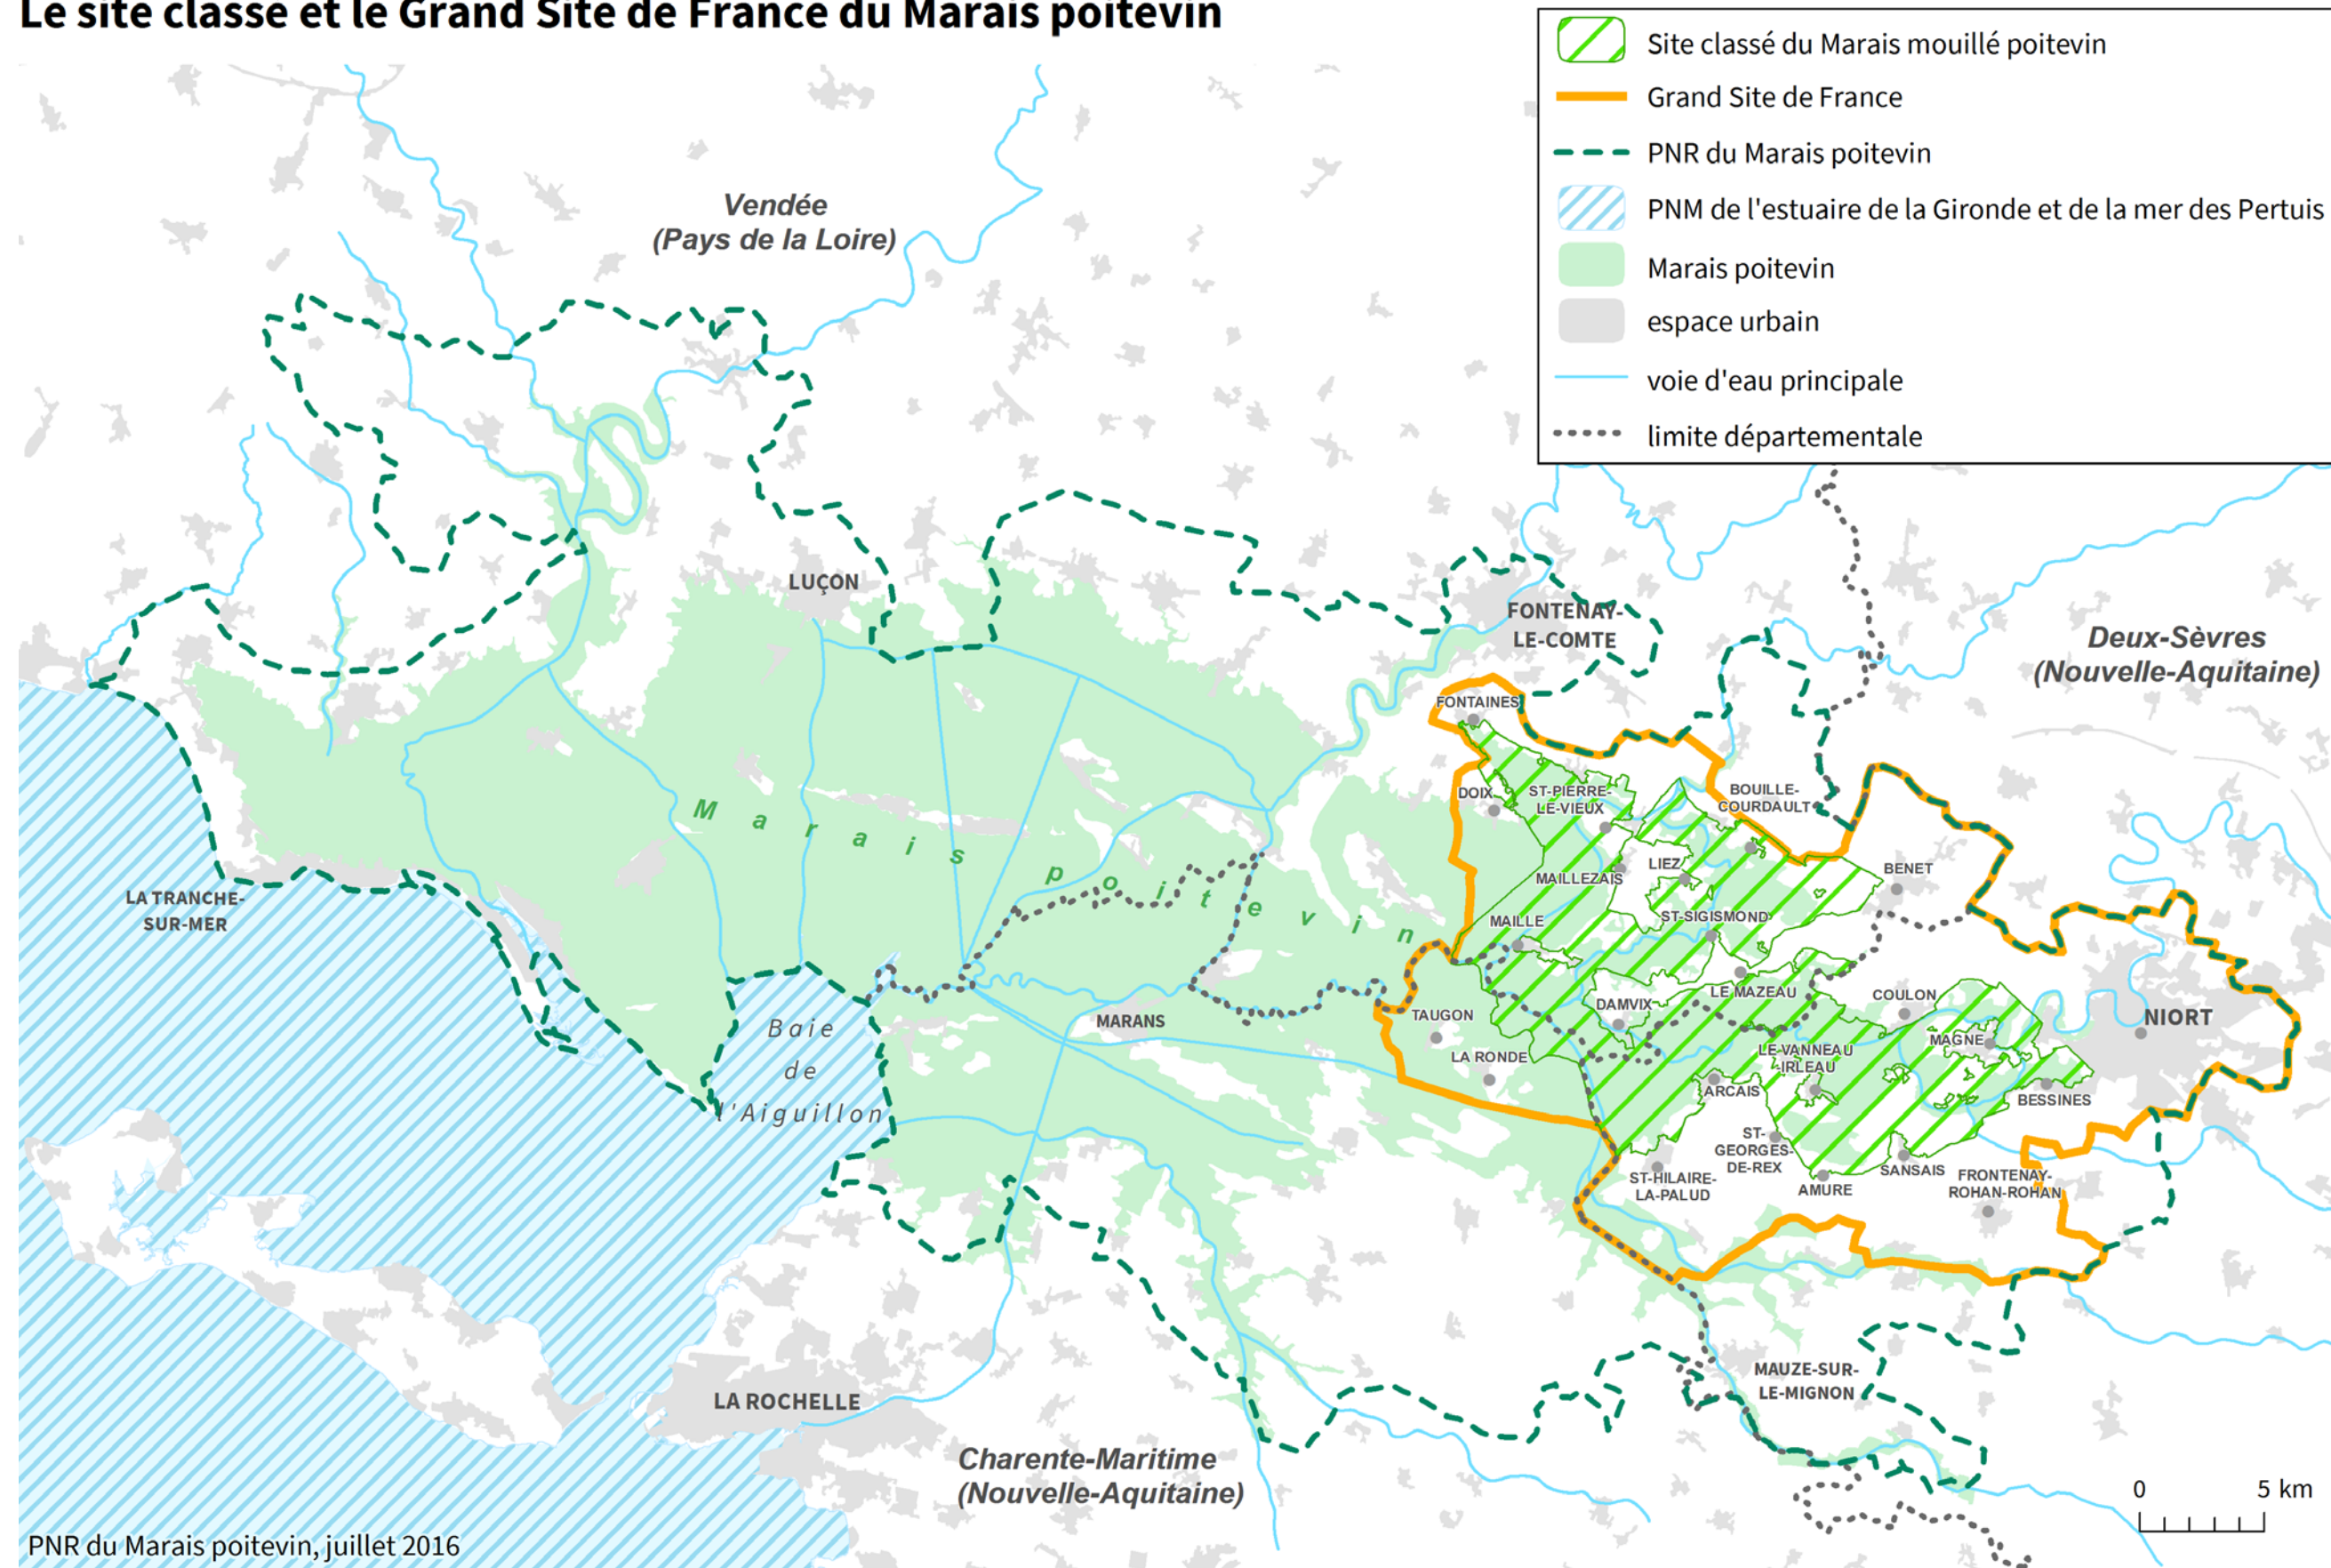 Le site classé et le Grand Site de France du Marais poitevin
Site classé du Marais mouillé poitevin
Grand Site de France
PNR du Marais poitevin
PNM de l'estuaire de la Gironde et de la mer des Pertuis
Marais poitevin
espace urbain
voie d'eau principale
limite départementale
Vendée
(Pays de la Loire)
LUÇON
FONTENAY-
LE-COMTE
Deux-Sèvres
(Nouvelle-Aquitaine)
FONTAINES
DOIX
ST-PIERRE-
LE-VIEUX
BOUILLE-
COURDAULT
Marais poitevin
LIEZ
MAILLEZAIS
BENET
LA TRANCHE-
SUR-MER
MAILLE
ST-SIGISMOND
LE MAZEAU
DAMVIX
COULON
TAUGON
MARANS
NIORT
Baie
de
l'Aiguillon
MAGNE
LA RONDE
LE VANNEAU
-IRLEAU
ARCAIS
BESSINES
ST-
GEORGES-
DE-REX
ST-HILAIRE-
LA-PALUD
AMURE
SANSAIS
FRONTENAY-
ROHAN-ROHAN
MAUZE-SUR-
LE-MIGNON
LA ROCHELLE
Charente-Maritime
(Nouvelle-Aquitaine)
0 5 km
PNR du Marais poitevin, juillet 2016